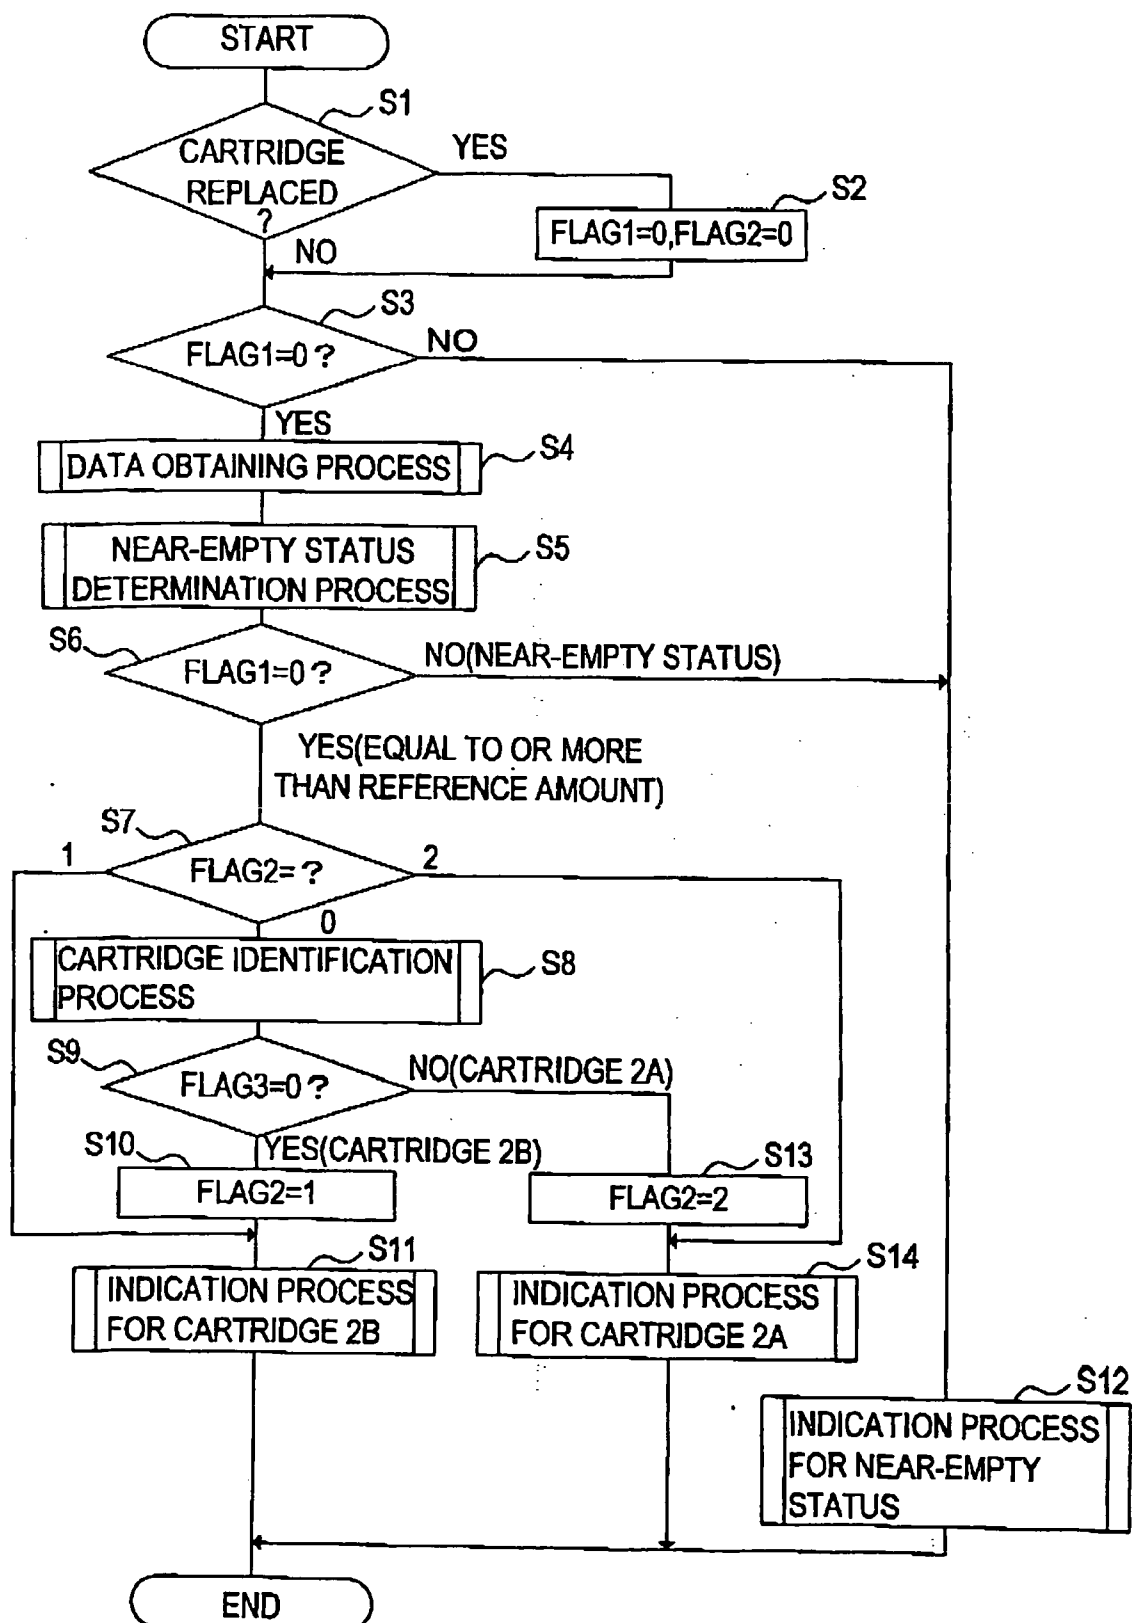 START
S1
CARTRIDGE
REPLACED
?
YES
S2
FLAG1=0,FLAG2=0
NO
S3
FLAG1=0 ?
NO
YES
DATA OBTAINING PROCESS
S4
NEAR-EMPTY STATUS
DETERMINATION PROCESS
S5
S6
FLAG1=0 ?
NO(NEAR-EMPTY STATUS)
YES(EQUAL TO OR MORE
THAN REFERENCE AMOUNT)
S7
1
FLAG2= ?
2
0
CARTRIDGE IDENTIFICATION
PROCESS
S8
S9
FLAG3=0 ?
NO(CARTRIDGE 2A)
S10
YES(CARTRIDGE 2B)
S13
FLAG2=1
FLAG2=2
S11
INDICATION PROCESS
FOR CARTRIDGE 2B
S14
INDICATION PROCESS
FOR CARTRIDGE 2A
S12
INDICATION PROCESS
FOR NEAR-EMPTY
STATUS
END